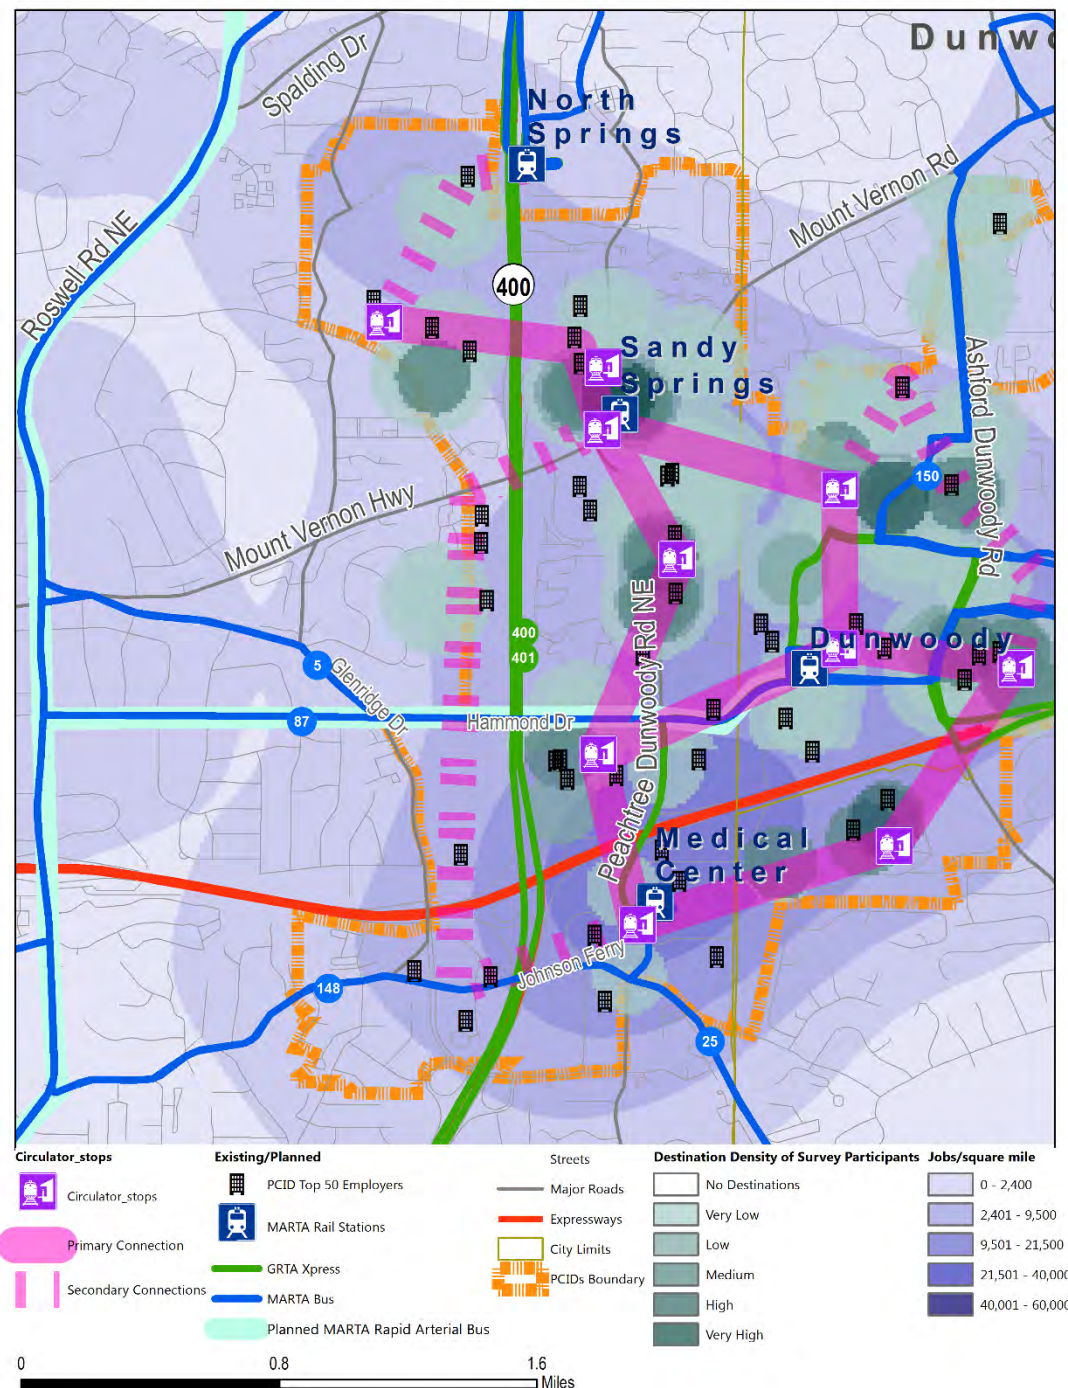 Dunwo
Spalding Dr
North
Springs
Mount Vernon Rd
Roswell Rd NE
400
Sandy
Springs
Ashford Dunwoody Rd
150
Mount Vernon Hwy
Peachtree Dunwoody Rd NE
400
401
Dunwoody
5
Glenridge Dr
87
Hammond Dr
Medical
Center
Johnson Ferry
148
25
Circulator_stops
Circulator_stops
Primary Connection
Secondary Connections
Existing/Planned
PCID Top 50 Employers
MARTA Rail Stations
GRTA Xpress
MARTA Bus
Planned MARTA Rapid Arterial Bus
Streets
Major Roads
Expressways
City Limits
PCIDs Boundary
Destination Density of Survey Participants
No Destinations
Very Low
Low
Medium
High
Very High
Jobs/square mile
0 - 2,400
2,401 - 9,500
9,501 - 21,500
21,501 - 40,000
40,001 - 60,000
0 0.8 1.6
Miles